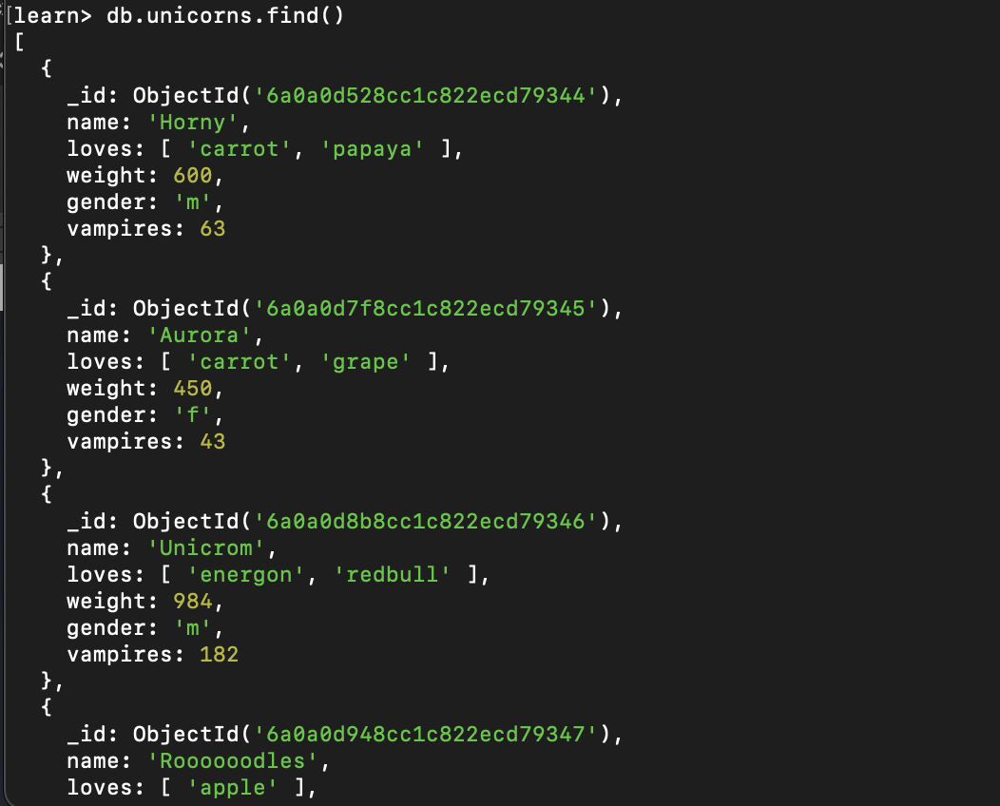 [learn> db.unicorns.find()
[
  {
    _id: ObjectId('6a0a0d528cc1c822ecd79344'),
    name: 'Horny',
    loves: [ 'carrot', 'papaya' ],
    weight: 600,
    gender: 'm',
    vampires: 63
  },
  {
    _id: ObjectId('6a0a0d7f8cc1c822ecd79345'),
    name: 'Aurora',
    loves: [ 'carrot', 'grape' ],
    weight: 450,
    gender: 'f',
    vampires: 43
  },
  {
    _id: ObjectId('6a0a0d8b8cc1c822ecd79346'),
    name: 'Unicrom',
    loves: [ 'energon', 'redbull' ],
    weight: 984,
    gender: 'm',
    vampires: 182
  },
  {
    _id: ObjectId('6a0a0d948cc1c822ecd79347'),
    name: 'Roooooodles',
    loves: [ 'apple' ],